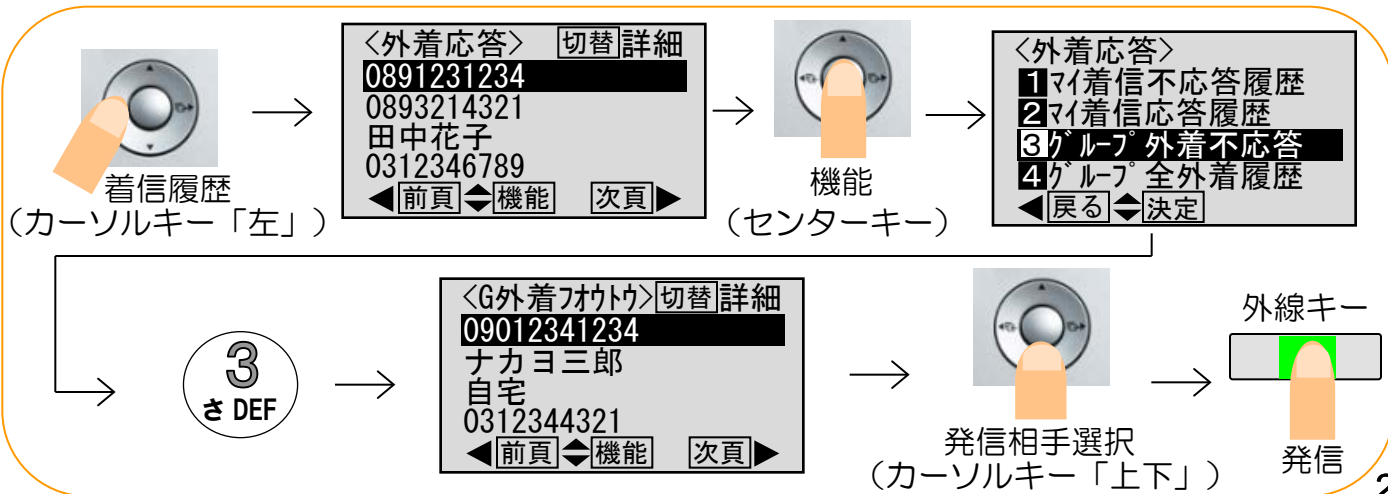 着信履歴
(カーソルキー「左」)
〈外着応答〉 切替 詳細
0891231234
0893214321
田中花子
0312346789
◀前頁 機能 次頁▶
機能
(センターキー)
〈外着応答〉
1 ﾏｲ着信不応答履歴
2 ﾏｲ着信応答履歴
3 ｸﾞﾙｰﾌﾟ外着不応答
4 ｸﾞﾙｰﾌﾟ全外着履歴
◀戻る 決定
3
さ DEF
〈G外着ﾌｵｳﾄｳ〉切替 詳細
09012341234
ナカヨ三郎
自宅
0312344321
◀前頁 機能 次頁▶
発信相手選択
(カーソルキー「上下」)
外線キー
発信